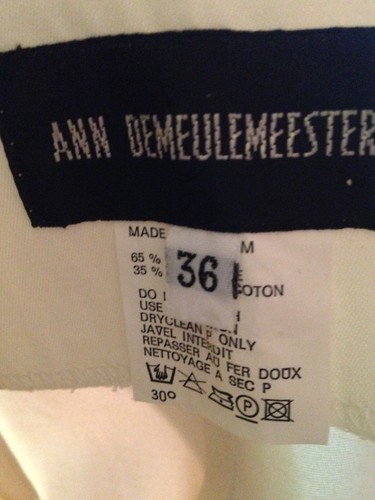 ANN DEMEULEMEESTER
MADE M
36
65 %
35 % OTON
DO
USE
DRYCLEAN P ONLY
JAVEL INTERDIT
REPASSER AU FER DOUX
NETTOYAGE A SEC P
P
30°